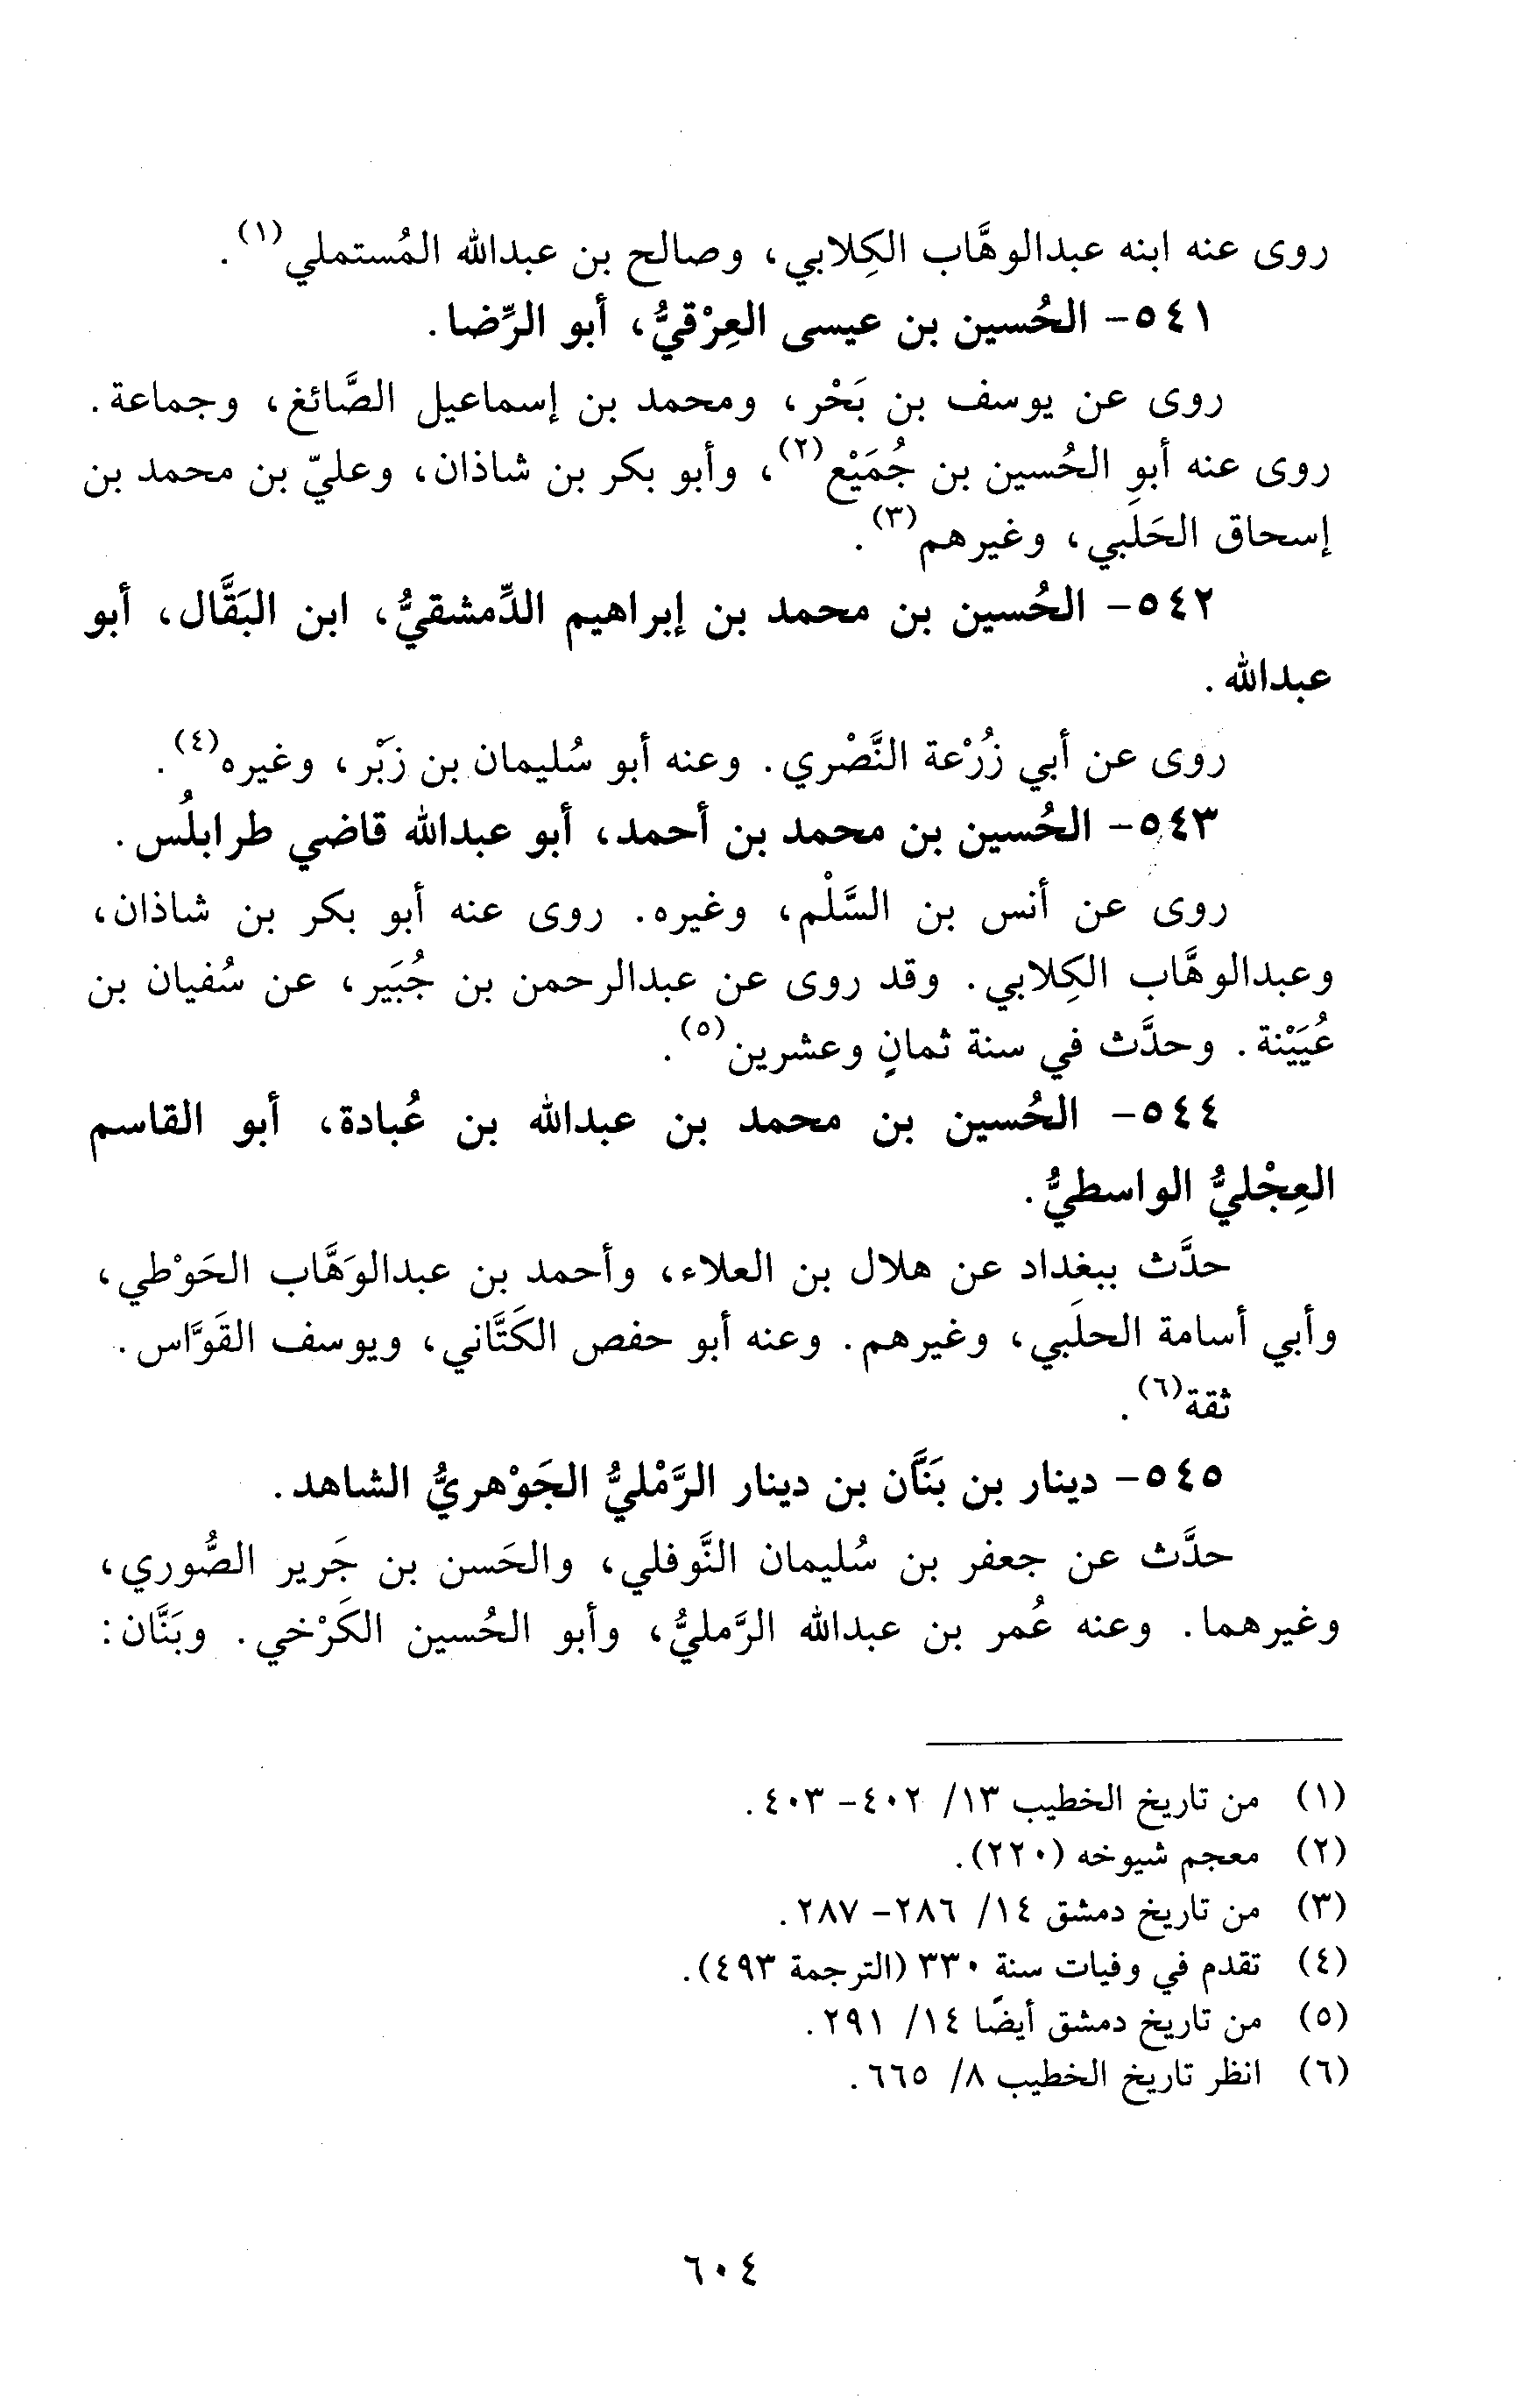 روى عنه ابنه عبدالوهَّاب الكِلابي، وصالح بن عبدالله المُستملي(١).
٥٤١- الحُسين بن عيسى العِرْقيُّ، أبو الرِّضا.
روى عن يوسف بن بَحْر، ومحمد بن إسماعيل الصَّائغ، وجماعة.
روى عنه أبو الحُسين بن جُمَيْع(٢)، وأبو بكر بن شاذان، وعليّ بن محمد بن
إسحاق الحَلَبي، وغيرهم(٣).
٥٤٢- الحُسين بن محمد بن إبراهيم الدِّمشقيُّ، ابن البَقَّال، أبو
عبدالله.
روى عن أبي زُرْعة النَّصْري. وعنه أبو سُليمان بن زَبْر، وغيره(٤).
٥٤٣- الحُسين بن محمد بن أحمد، أبو عبدالله قاضي طرابلُس.
روى عن أنس بن السَّلْم، وغيره. روى عنه أبو بكر بن شاذان،
وعبدالوهَّاب الكِلابي. وقد روى عن عبدالرحمن بن جُبَير، عن سُفيان بن
عُيَيْنة. وحدَّث في سنة ثمانٍ وعشرين(٥).
٥٤٤- الحُسين بن محمد بن عبدالله بن عُبادة، أبو القاسم
العِجْليُّ الواسطيُّ.
حدَّث ببغداد عن هلال بن العلاء، وأحمد بن عبدالوَهَّاب الحَوْطي،
وأبي أسامة الحلَبي، وغيرهم. وعنه أبو حفص الكَتَّاني، ويوسف القَوَّاس.
ثقة(٦).
٥٤٥- دينار بن بَنَّان بن دينار الرَّمْليُّ الجَوْهريُّ الشاهد.
حدَّث عن جعفر بن سُليمان النَّوفلي، والحَسن بن جَرير الصُّوري،
وغيرهما. وعنه عُمر بن عبدالله الرَّمليُّ، وأبو الحُسين الكَرْخي. وبَنَّان:
(١) من تاريخ الخطيب ١٣/ ٤٠٢- ٤٠٣.
(٢) معجم شيوخه (٢٢٠).
(٣) من تاريخ دمشق ١٤/ ٢٨٦- ٢٨٧.
(٤) تقدم في وفيات سنة ٣٣٠ (الترجمة ٤٩٣).
(٥) من تاريخ دمشق أيضًا ١٤/ ٢٩١.
(٦) انظر تاريخ الخطيب ٨/ ٦٦٥.
٦٠٤